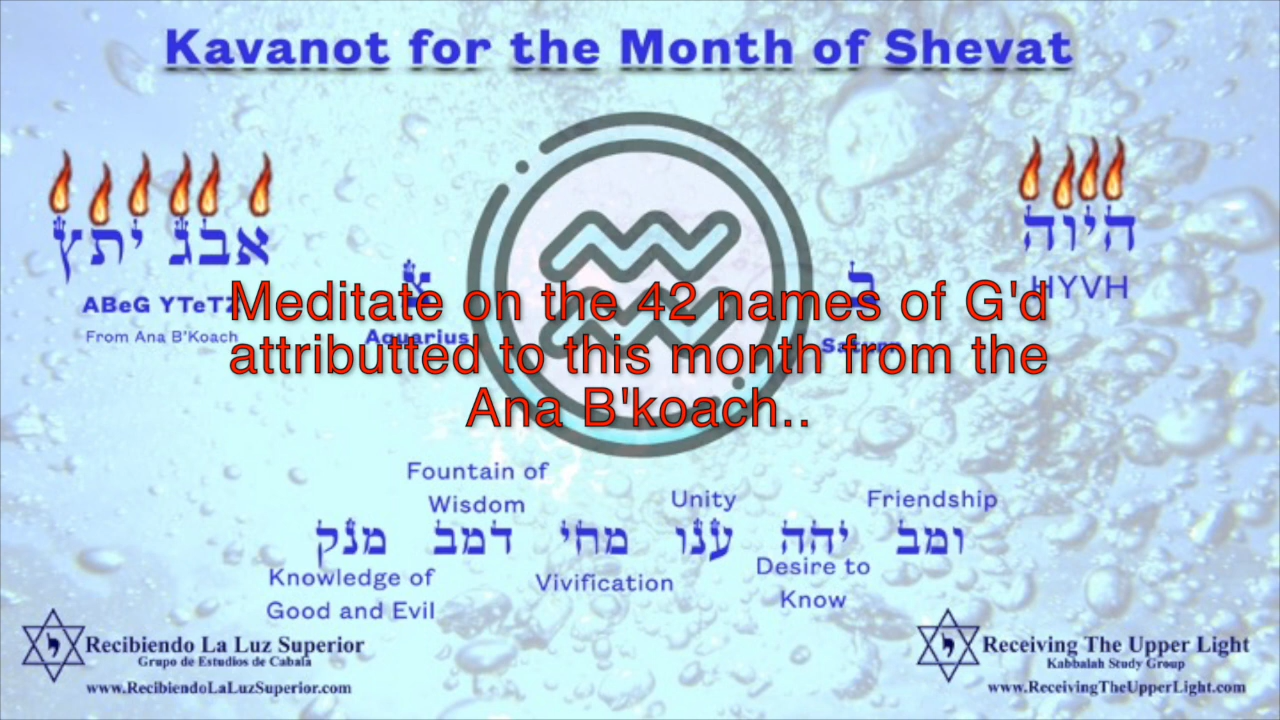 Kavanot for the Month of Shevat
אבג יתץ
ABeG YTeTZ
From Ana B'Koach
צ
Aquarius
ב
Saturn
היוה
HYVH
Meditate on the 42 names of G'd
attributted to this month from the
Ana B'koach..
Fountain of
Wisdom
Unity
Friendship
מנק דמב מחי ענו יהה ומב
Knowledge of
Good and Evil
Vivification
Desire to
Know
Recibiendo La Luz Superior
Grupo de Estudios de Cabalá
www.RecibiendoLaLuzSuperior.com
Receiving The Upper Light
Kabbalah Study Group
www.ReceivingTheUpperLight.com